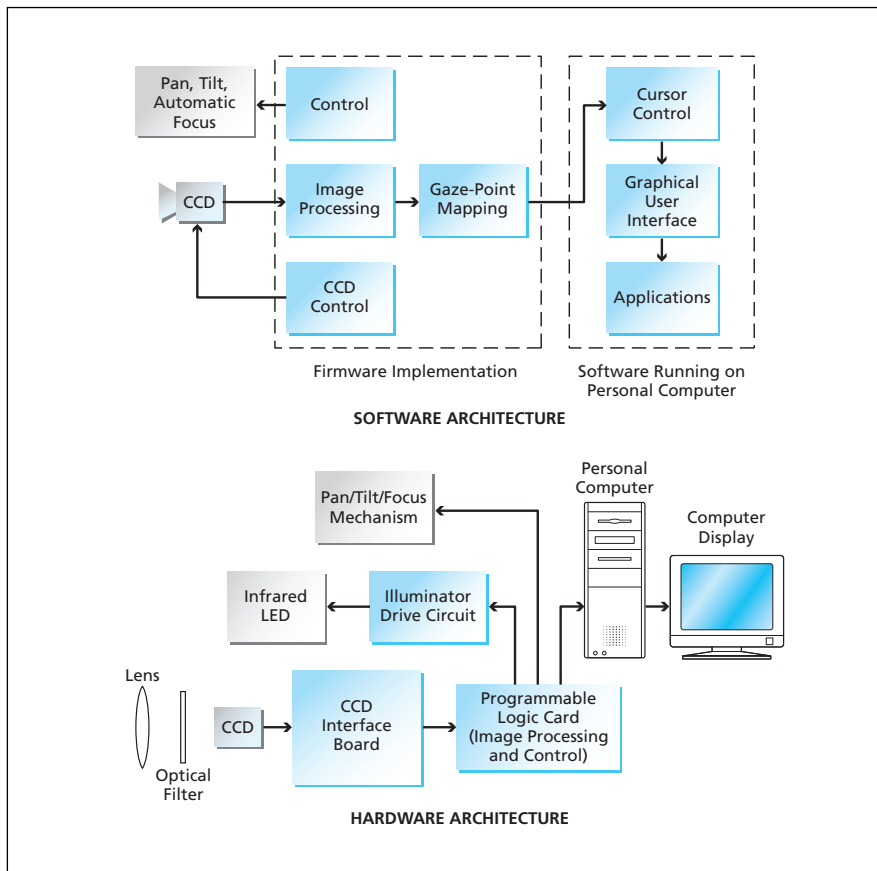 Pan, Tilt,
Automatic
Focus
Control
Cursor
Control
CCD
Image
Processing
Gaze-Point
Mapping
Graphical
User
Interface
CCD
Control
Applications
Firmware Implementation
Software Running on
Personal Computer
SOFTWARE ARCHITECTURE
Personal
Computer
Pan/Tilt/Focus
Mechanism
Computer
Display
Infrared
LED
Illuminator
Drive Circuit
Lens
CCD
CCD
Interface
Board
Programmable
Logic Card
(Image Processing
and Control)
Optical
Filter
HARDWARE ARCHITECTURE